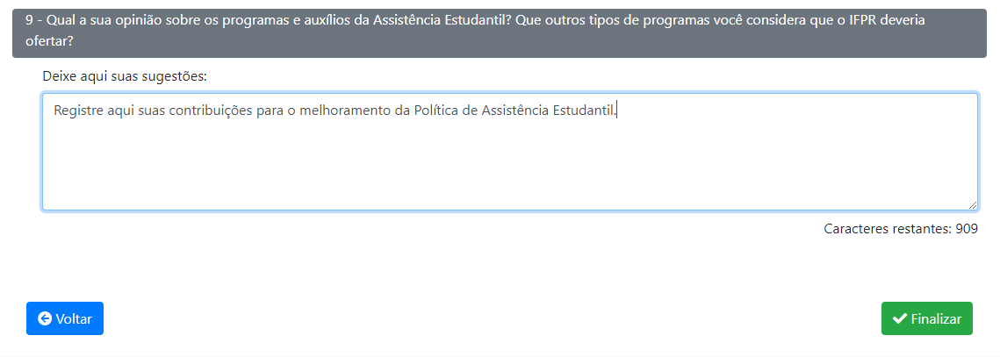 9 - Qual a sua opinião sobre os programas e auxílios da Assistência Estudantil? Que outros tipos de programas você considera que o IFPR deveria
ofertar?
Deixe aqui suas sugestões:
Registre aqui suas contribuições para o melhoramento da Política de Assistência Estudantil.
Caracteres restantes: 909
Voltar
Finalizar